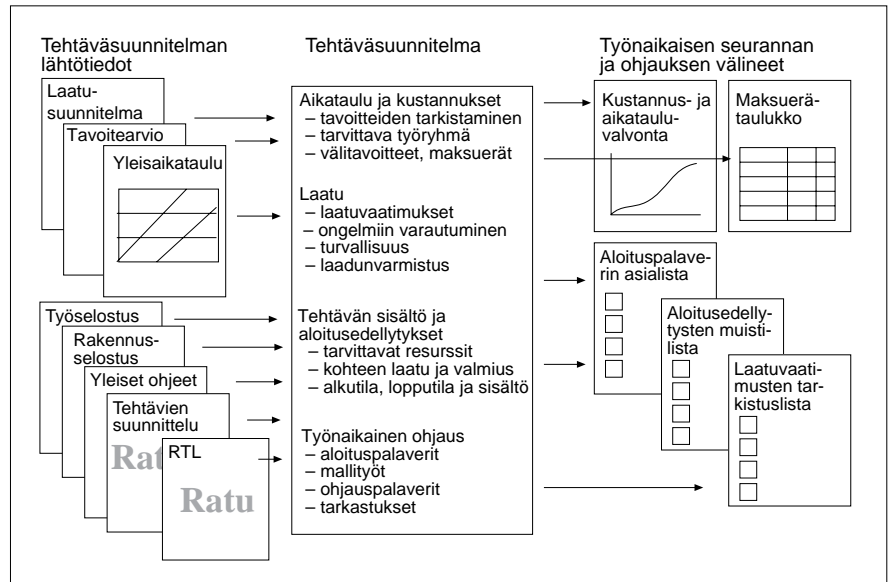 Tehtäväsuunnitelman
lähtötiedot
Laatu-
suunnitelma
Tavoitearvio
Yleisaikataulu
Työselostus
Rakennus-
selostus
Yleiset ohjeet
Tehtävien
suunnittelu
Rat
RTL
Ratu
Tehtäväsuunnitelma
Aikataulu ja kustannukset
– tavoitteiden tarkistaminen
– tarvittava työryhmä
– välitavoitteet, maksuerät
Laatu
– laatuvaatimukset
– ongelmiin varautuminen
– turvallisuus
– laadunvarmistus
Tehtävän sisältö ja
aloitusedellytykset
– tarvittavat resurssit
– kohteen laatu ja valmius
– alkutila, lopputila ja sisältö
Työnaikainen ohjaus
– aloituspalaverit
– mallityöt
– ohjauspalaverit
– tarkastukset
Työnaikaisen seurannan
ja ohjauksen välineet
Kustannus- ja
aikataulu-
valvonta
Maksuerä-
taulukko
Aloituspalave-
rin asialista
Aloitusedelly-
tysten muisti-
lista
Laatuvaati-
musten tar-
kistuslista